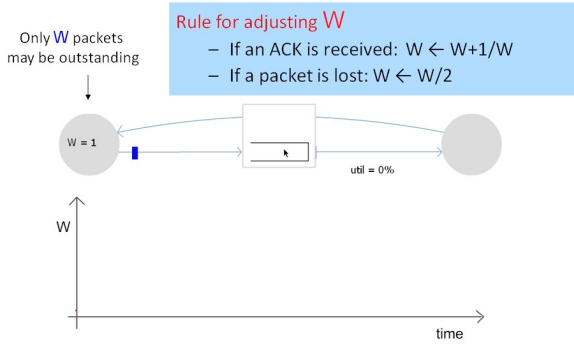 Only W packets
may be outstanding
Rule for adjusting W
– If an ACK is received: W ← W+1/W
– If a packet is lost: W ← W/2
W = 1
util = 0%
W
time